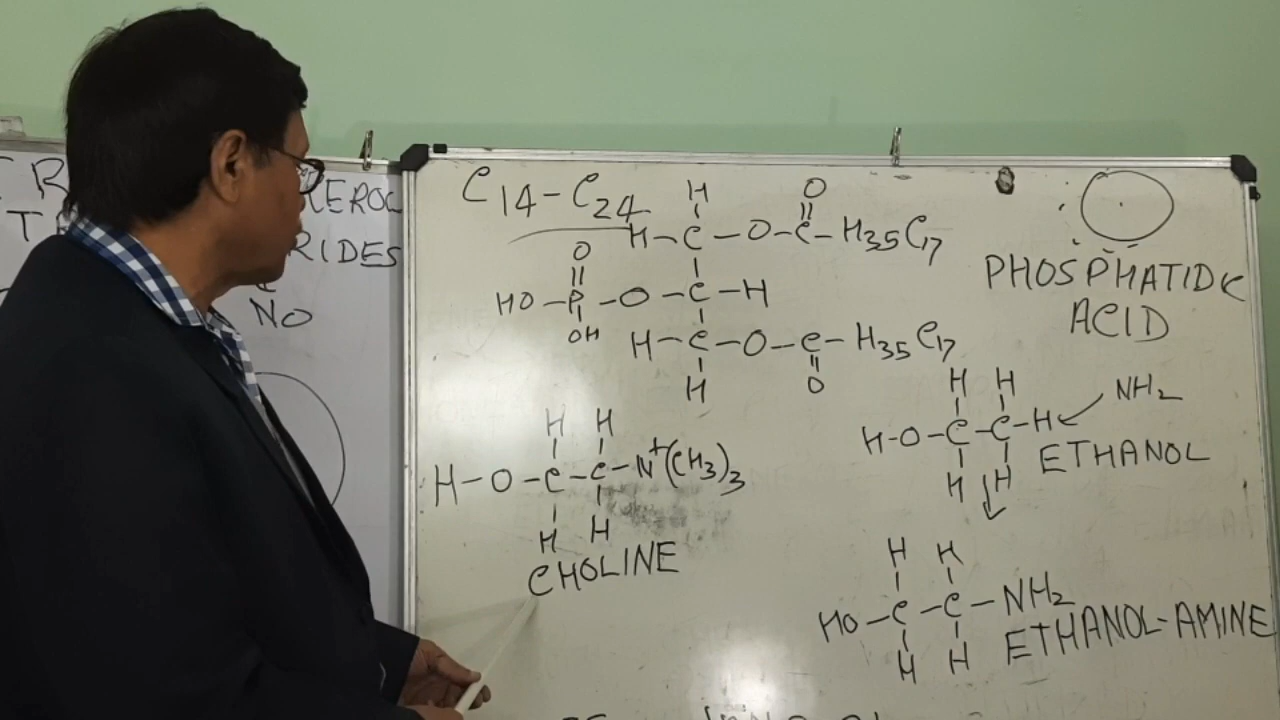 EROC
RIDES
NO
C14-C24
H
O
H-C-O-C-H35C17
O
HO-P-O-C-H
OH
H-C-O-C-H35C17
H
O
PHOSPHATIDIC
ACID
H H
H-O-C-C-N+(CH3)3
H H
CHOLINE
H H
NH2
H-O-C-C-H
ETHANOL
H H
H H
HO-C-C-NH2
H H
ETHANOL-AMINE